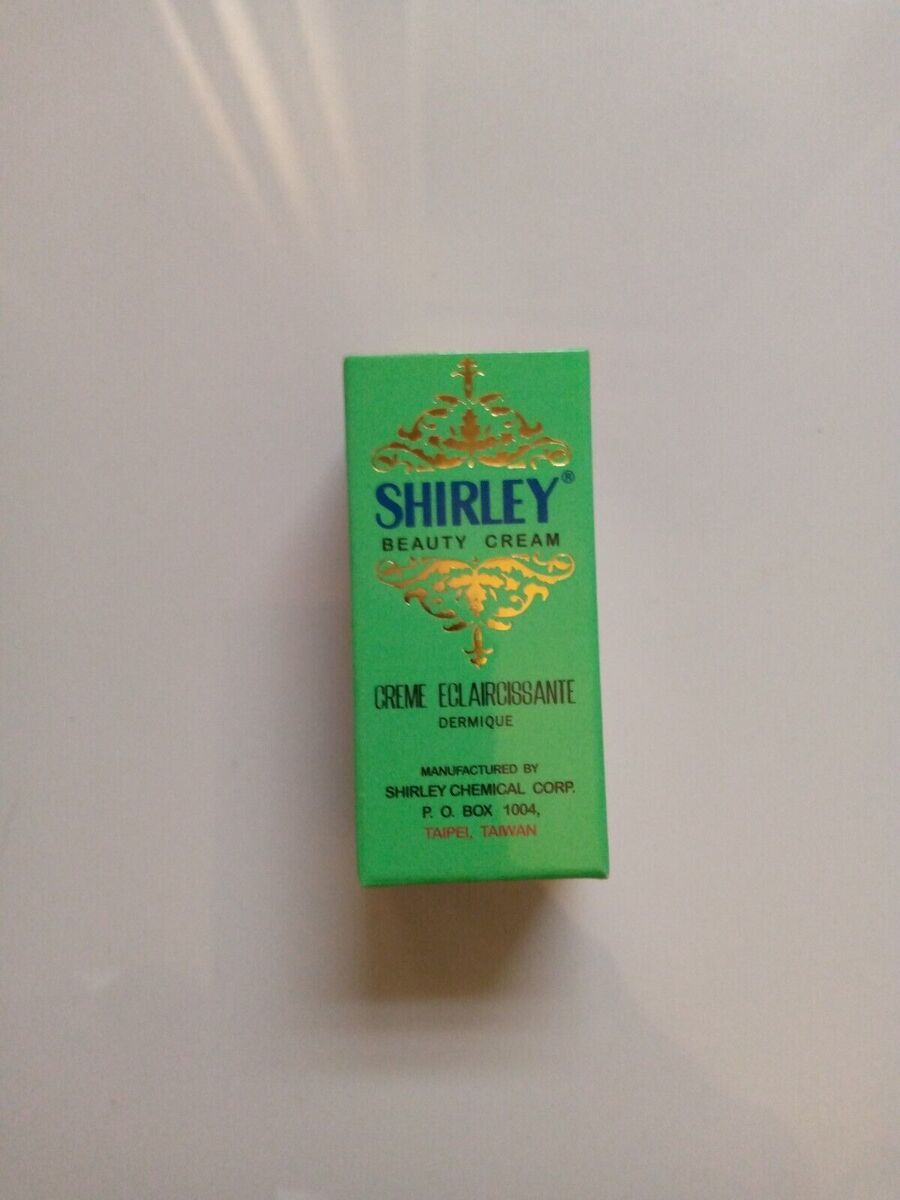 SHIRLEY®
BEAUTY CREAM
CREME ECLAIRCISSANTE
DERMIQUE
MANUFACTURED BY
SHIRLEY CHEMICAL CORP.
P. O. BOX 1004,
TAIPEI, TAIWAN